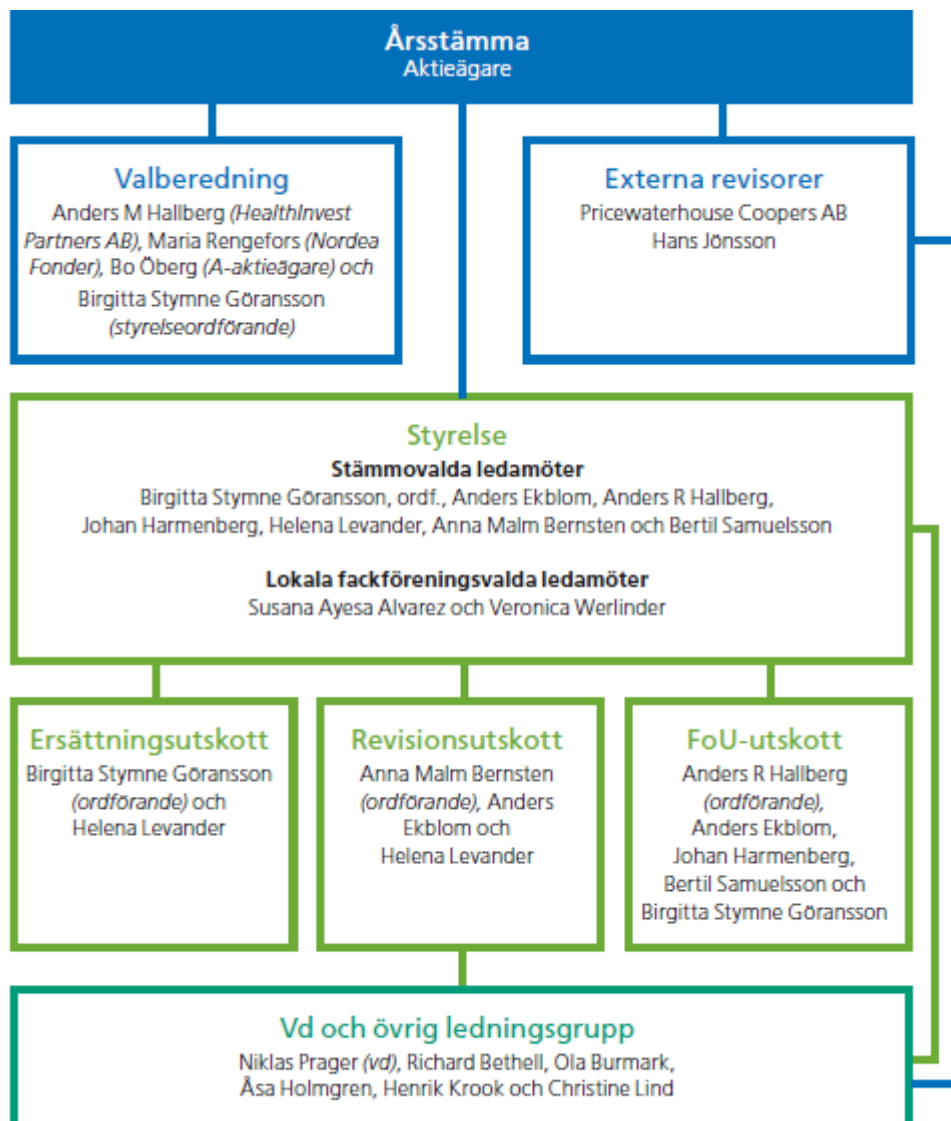 Årsstämma
Aktieägare
Valberedning
Anders M Hallberg (HealthInvest
Partners AB), Maria Rengefors (Nordea
Fonder), Bo Öberg (A-aktieägare) och
Birgitta Stymne Göransson
(styrelseordförande)
Externa revisorer
Pricewaterhouse Coopers AB
Hans Jönsson
Styrelse
Stämmovalda ledamöter
Birgitta Stymne Göransson, ordf., Anders Ekblom, Anders R Hallberg,
Johan Harmenberg, Helena Levander, Anna Malm Bernsten och Bertil Samuelsson
Lokala fackföreningsvalda ledamöter
Susana Ayesa Alvarez och Veronica Werlinder
Ersättningsutskott
Birgitta Stymne Göransson
(ordförande) och
Helena Levander
Revisionsutskott
Anna Malm Bernsten
(ordförande), Anders
Ekblom och
Helena Levander
FoU-utskott
Anders R Hallberg
(ordförande),
Anders Ekblom,
Johan Harmenberg,
Bertil Samuelsson och
Birgitta Stymne Göransson
Vd och övrig ledningsgrupp
Niklas Prager (vd), Richard Bethell, Ola Burmark,
Åsa Holmgren, Henrik Krook och Christine Lind